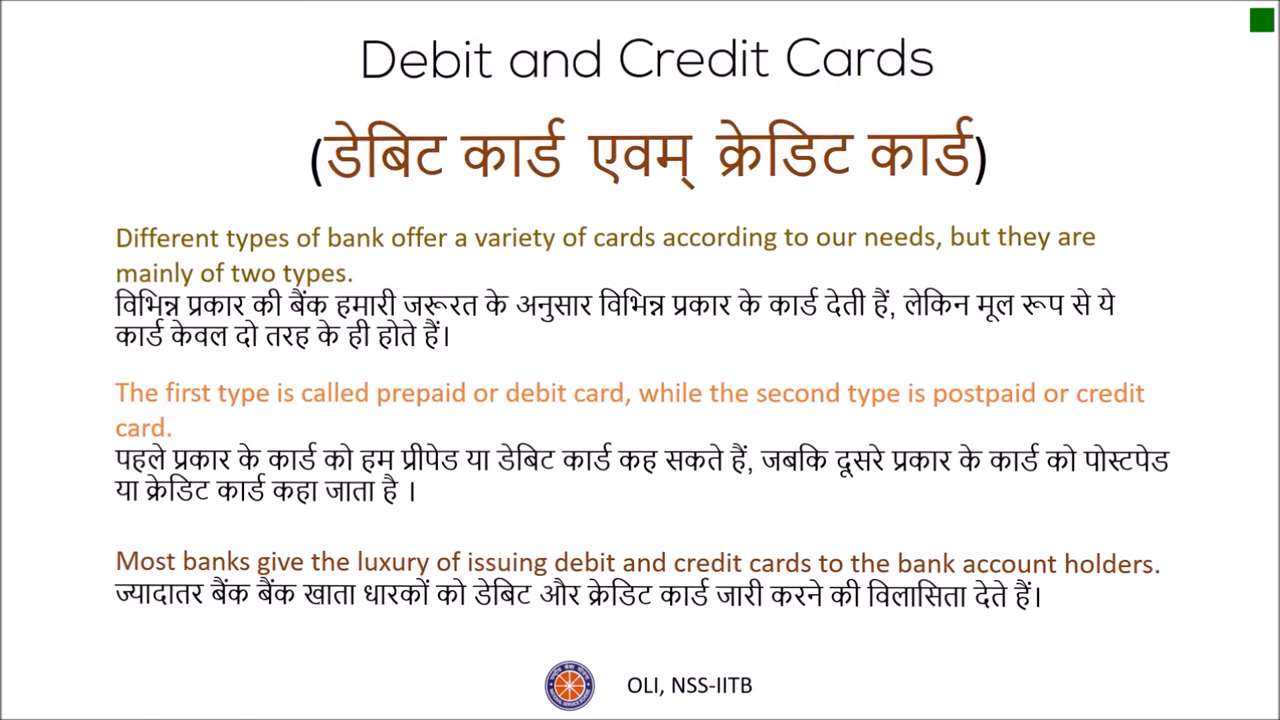 Debit and Credit Cards
(डेबिट कार्ड एवम् क्रेडिट कार्ड)
Different types of bank offer a variety of cards according to our needs, but they are
mainly of two types.
विभिन्न प्रकार की बैंक हमारी जरूरत के अनुसार विभिन्न प्रकार के कार्ड देती हैं, लेकिन मूल रूप से ये
कार्ड केवल दो तरह के ही होते हैं।
The first type is called prepaid or debit card, while the second type is postpaid or credit
card.
पहले प्रकार के कार्ड को हम प्रीपेड या डेबिट कार्ड कह सकते हैं, जबकि दूसरे प्रकार के कार्ड को पोस्टपेड
या क्रेडिट कार्ड कहा जाता है ।
Most banks give the luxury of issuing debit and credit cards to the bank account holders.
ज्यादातर बैंक बैंक खाता धारकों को डेबिट और क्रेडिट कार्ड जारी करने की विलासिता देते हैं।
OLI, NSS-IITB